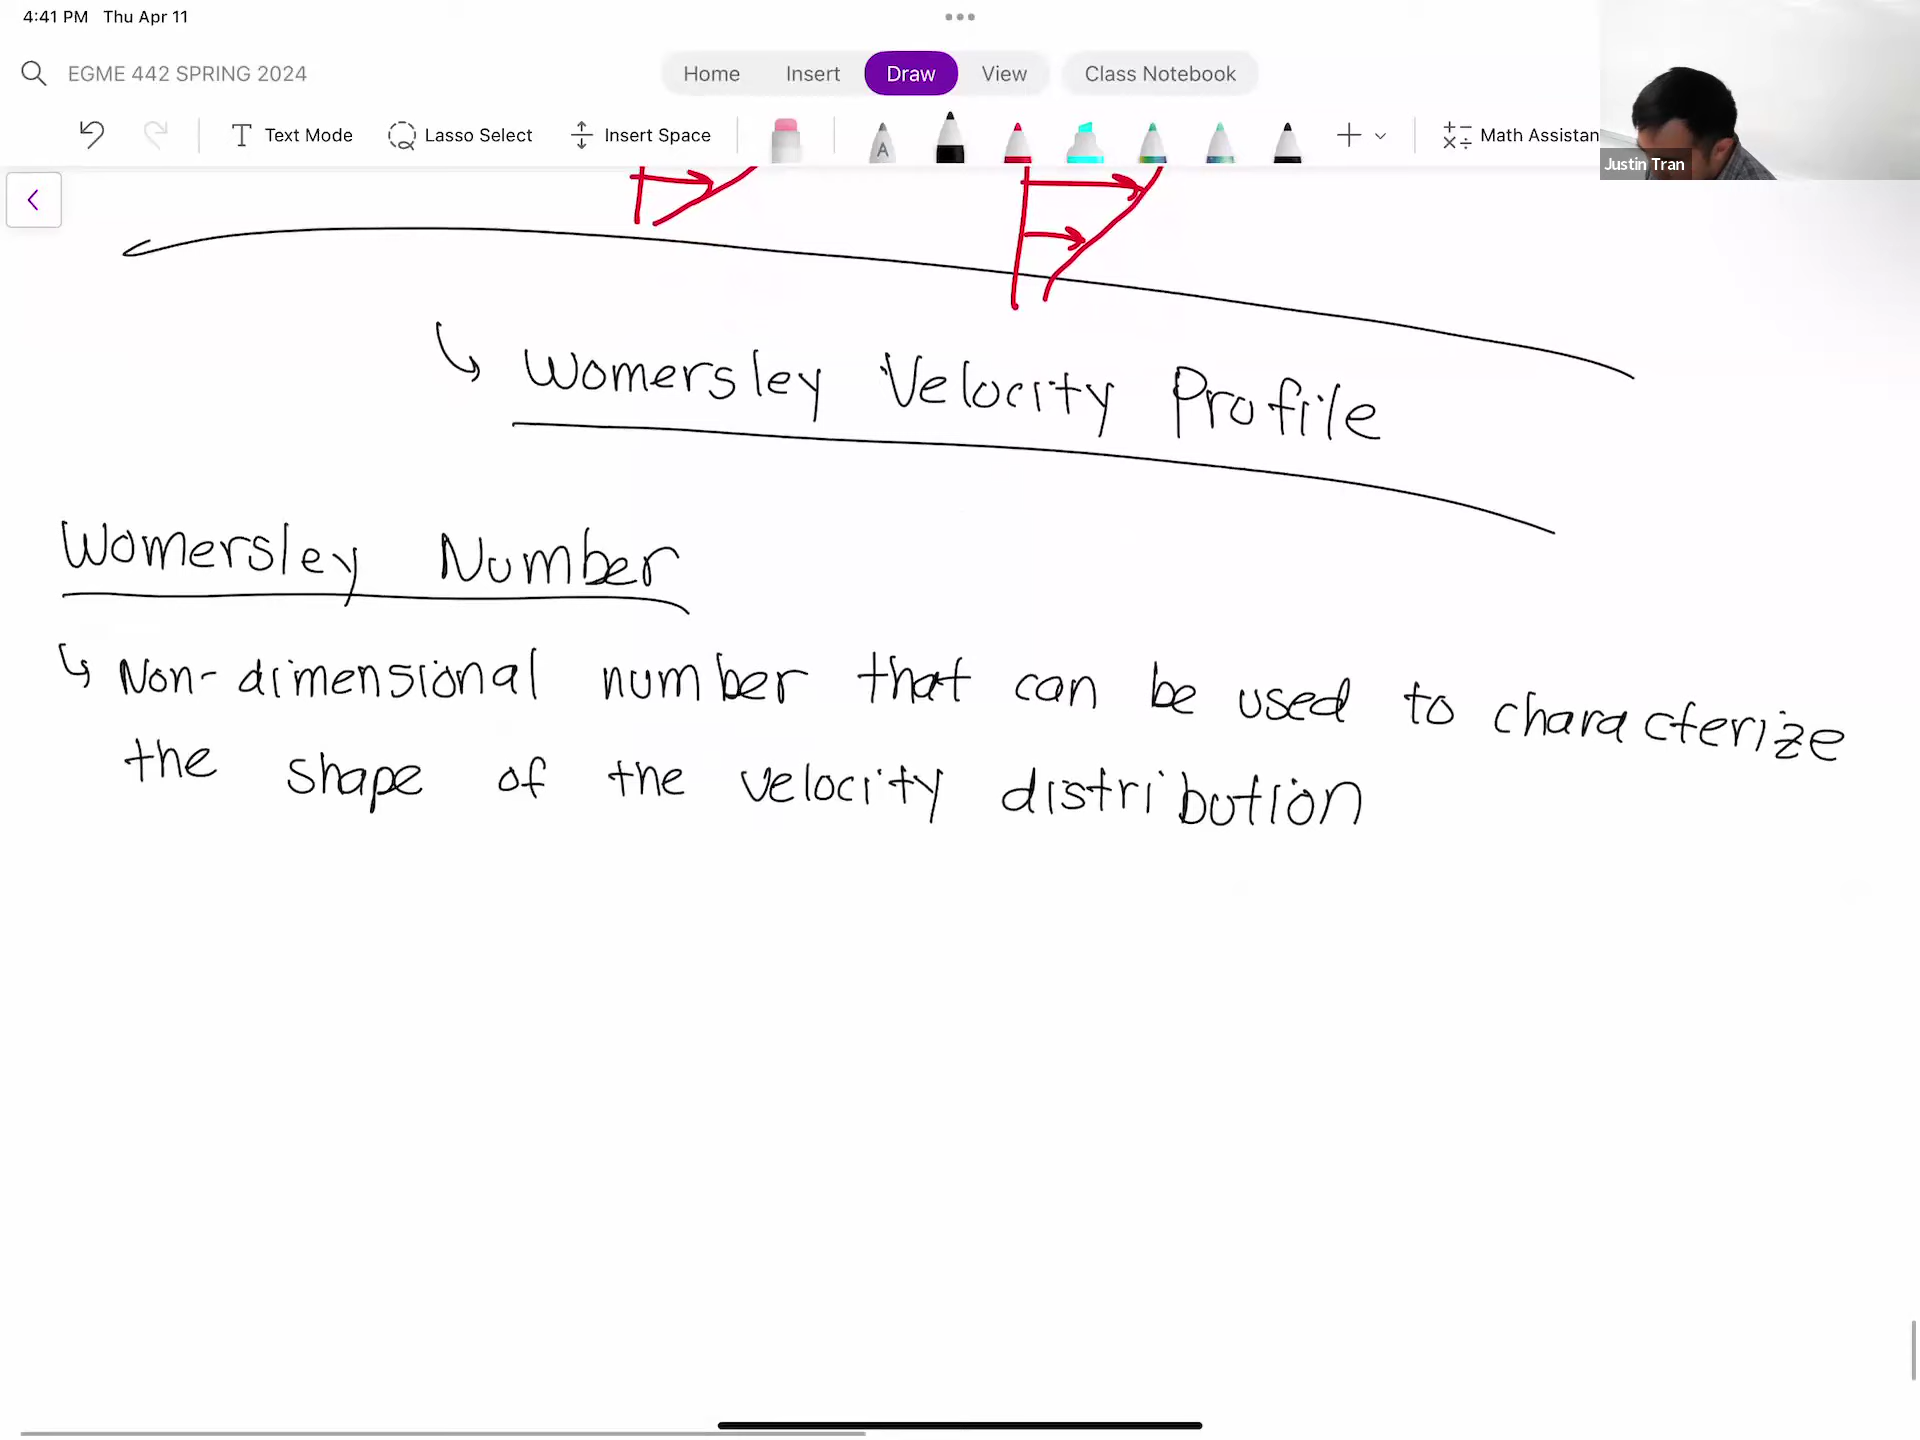 4:41 PM Thu Apr 11
EGME 442 SPRING 2024
Home Insert Draw View Class Notebook
Text Mode Lasso Select Insert Space A Math Assistan
Justin Tran
Womersley Velocity Profile
Womersley Number
Non-dimensional number that can be used to characterize
the shape of the velocity distribution